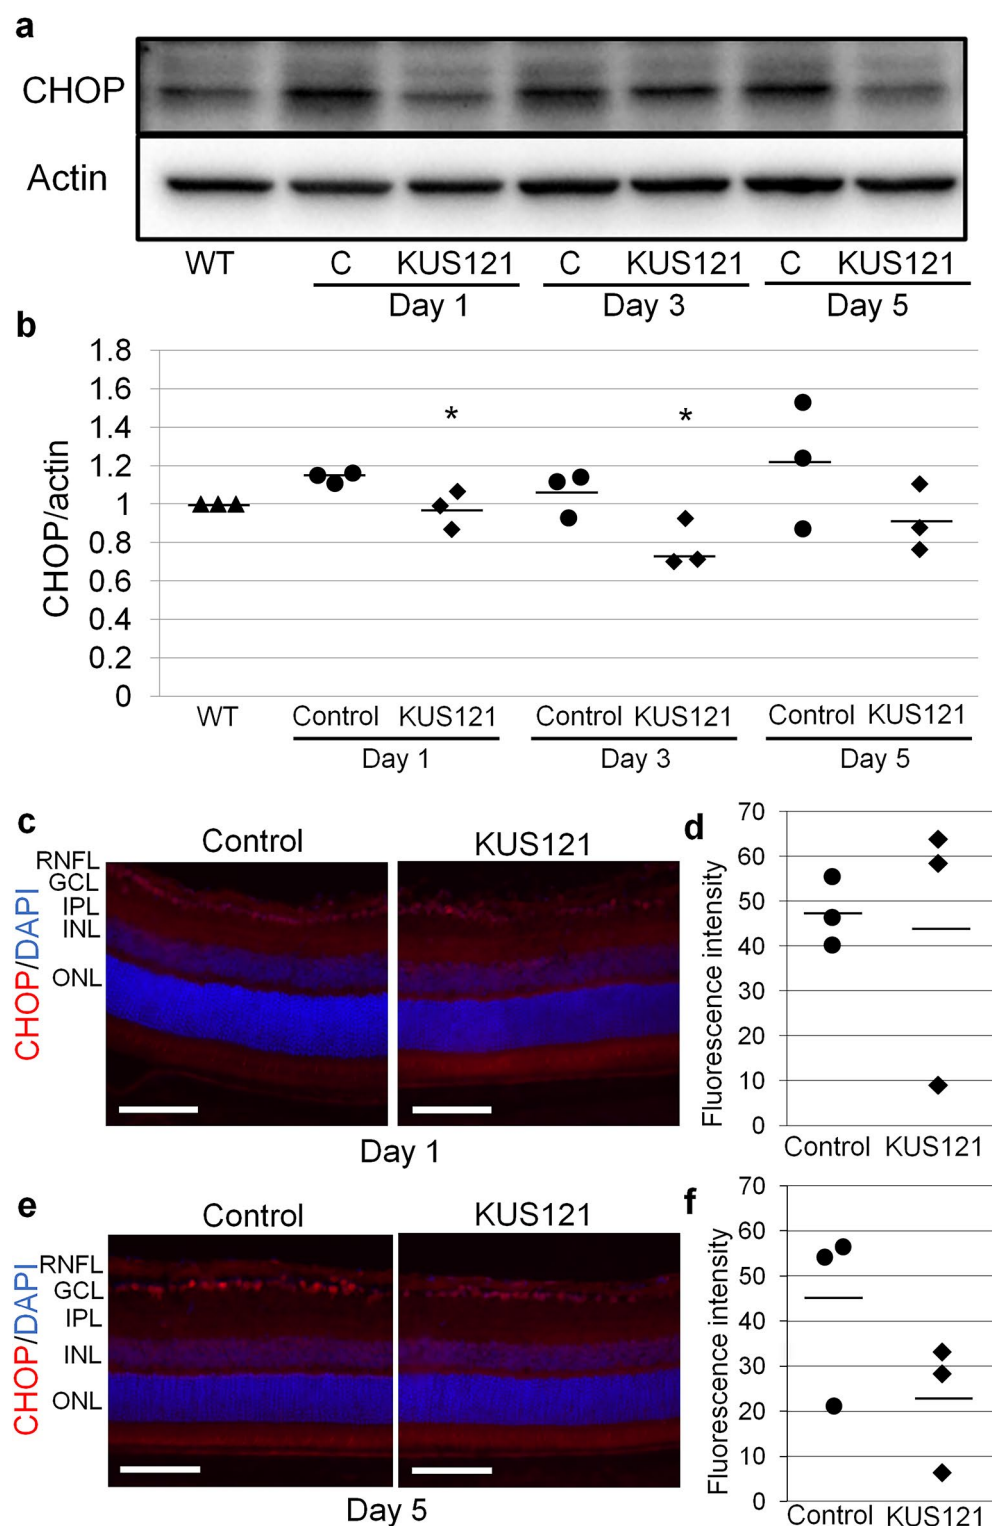 a
CHOP
Actin
WT C KUS121 C KUS121 C KUS121
Day 1 Day 3 Day 5
b
CHOP/actin
1.8
1.6
1.4
1.2
1
0.8
0.6
0.4
0.2
0
* *
WT Control KUS121 Control KUS121 Control KUS121
Day 1 Day 3 Day 5
c
Control KUS121
CHOP/DAPI
RNFL
GCL
IPL
INL
ONL
Day 1
d
Fluorescence intensity
70
60
50
40
30
20
10
0
Control KUS121
e
Control KUS121
CHOP/DAPI
RNFL
GCL
IPL
INL
ONL
Day 5
f
Fluorescence intensity
70
60
50
40
30
20
10
0
Control KUS121